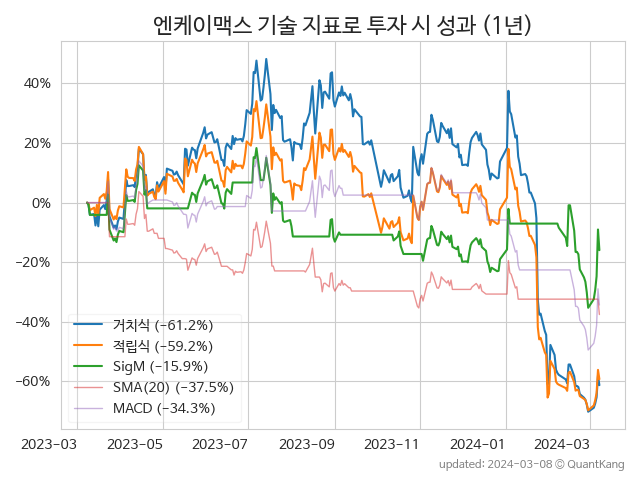 엔케이맥스 기술 지표로 투자 시 성과 (1년)
40%
20%
0%
−20%
−40%
−60%
거치식 (−61.2%)
적립식 (−59.2%)
SigM (−15.9%)
SMA(20) (−37.5%)
MACD (−34.3%)
2023−03 2023−05 2023−07 2023−09 2023−11 2024−01 2024−03
updated: 2024−03−08 © QuantKang